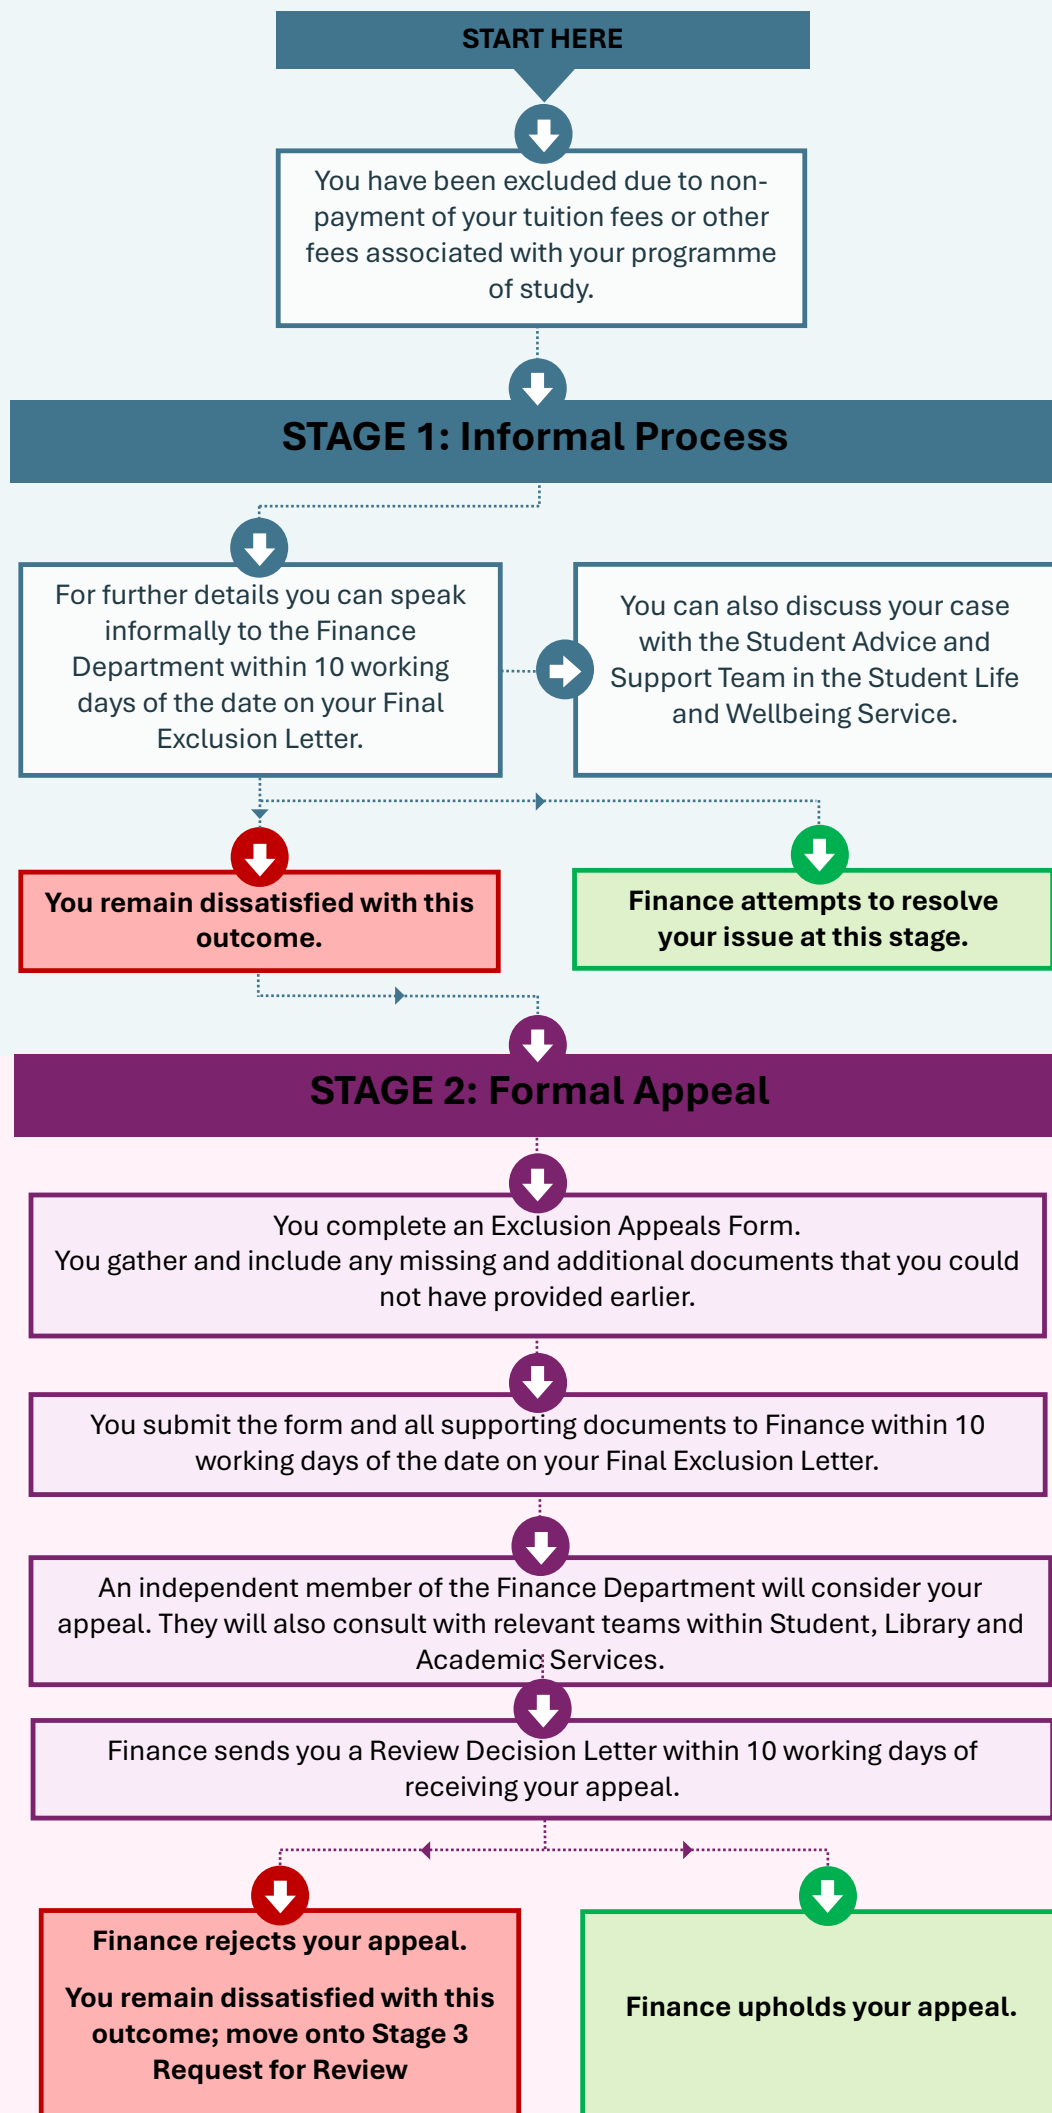 START HERE
You have been excluded due to non-
payment of your tuition fees or other
fees associated with your programme
of study.
STAGE 1: Informal Process
For further details you can speak
informally to the Finance
Department within 10 working
days of the date on your Final
Exclusion Letter.
You can also discuss your case
with the Student Advice and
Support Team in the Student Life
and Wellbeing Service.
You remain dissatisfied with this
outcome.
Finance attempts to resolve
your issue at this stage.
STAGE 2: Formal Appeal
You complete an Exclusion Appeals Form.
You gather and include any missing and additional documents that you could
not have provided earlier.
You submit the form and all supporting documents to Finance within 10
working days of the date on your Final Exclusion Letter.
An independent member of the Finance Department will consider your
appeal. They will also consult with relevant teams within Student, Library and
Academic Services.
Finance sends you a Review Decision Letter within 10 working days of
receiving your appeal.
Finance rejects your appeal.
You remain dissatisfied with this
outcome; move onto Stage 3
Request for Review
Finance upholds your appeal.